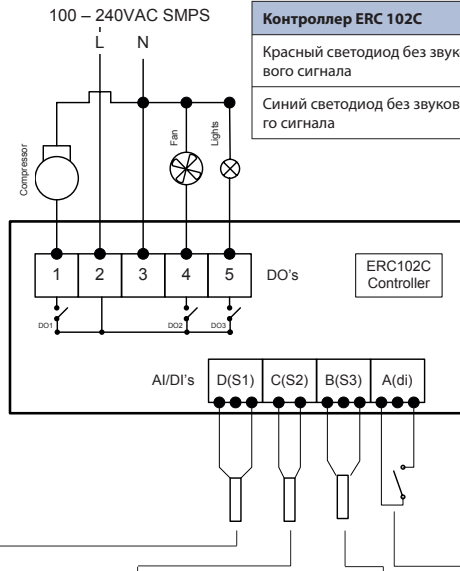 100 – 240VAC SMPS
L N
Контроллер ERC 102C
Красный светодиод без звуко
вого сигнала
Синий светодиод без звуков
го сигнала
Compressor
Fan
Lights
1 2 3 4 5 DO's
ERC102C
Controller
DO1 DO2 DO3
AI/DI's D(S1) C(S2) B(S3) A(di)